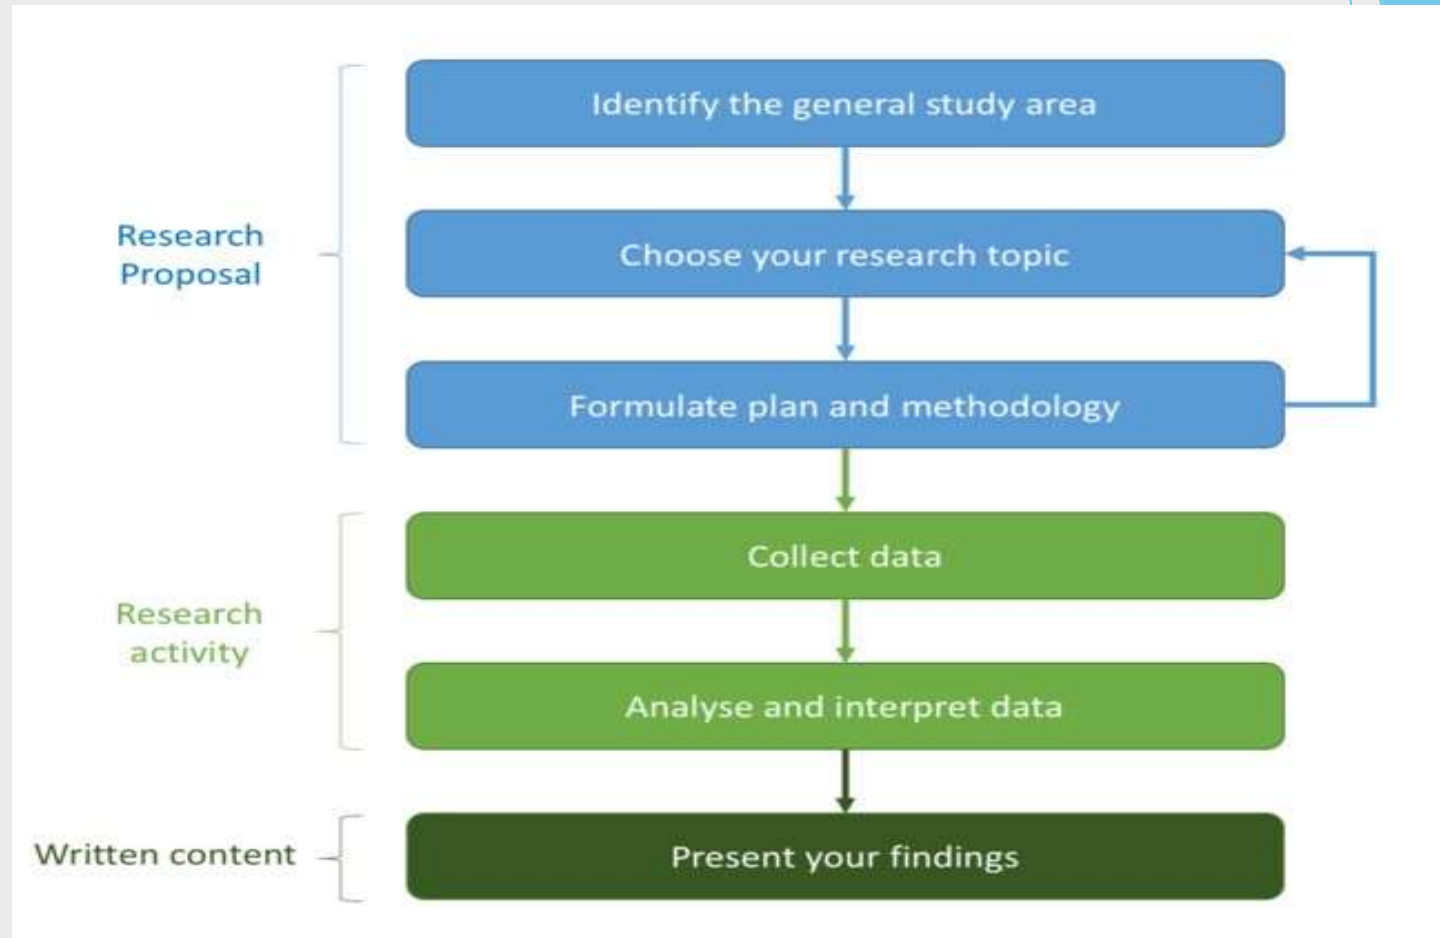 Identify the general study area
Research
Proposal
Choose your research topic
Formulate plan and methodology
Collect data
Research
activity
Analyse and interpret data
Written content
Present your findings